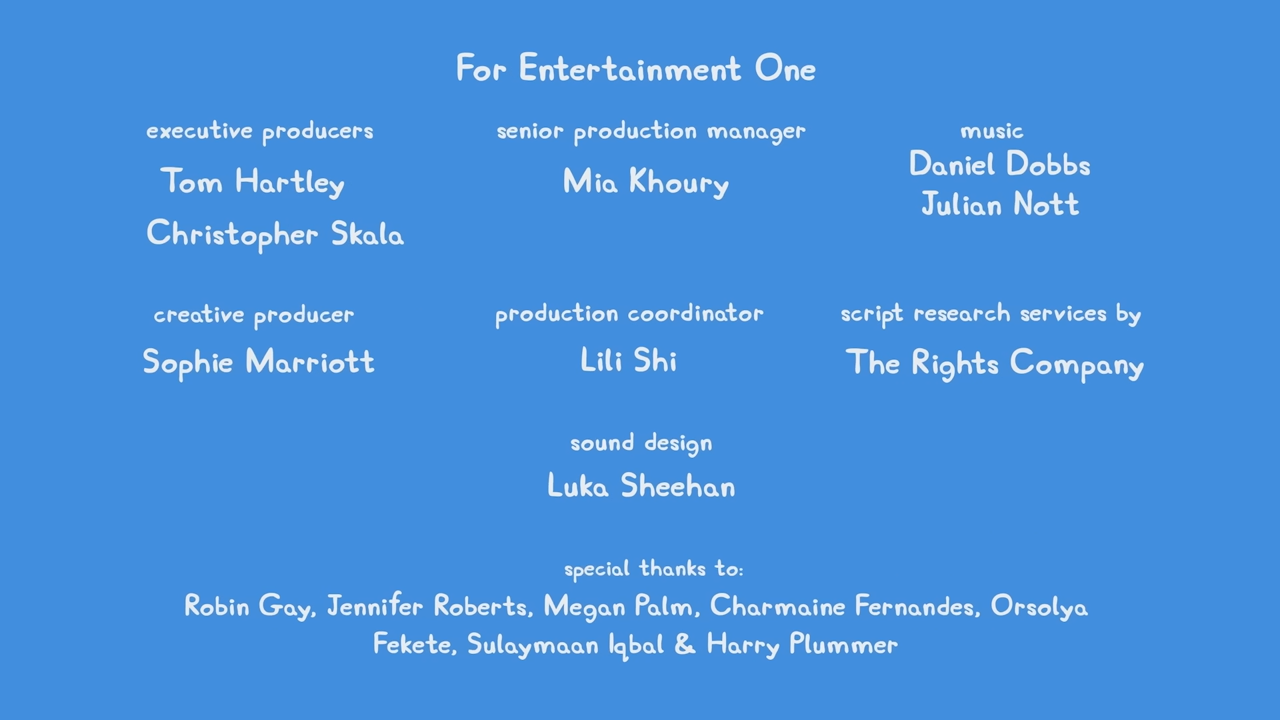 For Entertainment One
executive producers
Tom Hartley
Christopher Skala
senior production manager
Mia Khoury
music
Daniel Dobbs
Julian Nott
creative producer
Sophie Marriott
production coordinator
Lili Shi
script research services by
The Rights Company
sound design
Luka Sheehan
special thanks to:
Robin Gay, Jennifer Roberts, Megan Palm, Charmaine Fernandes, Orsolya
Fekete, Sulaymaan Iqbal & Harry Plummer